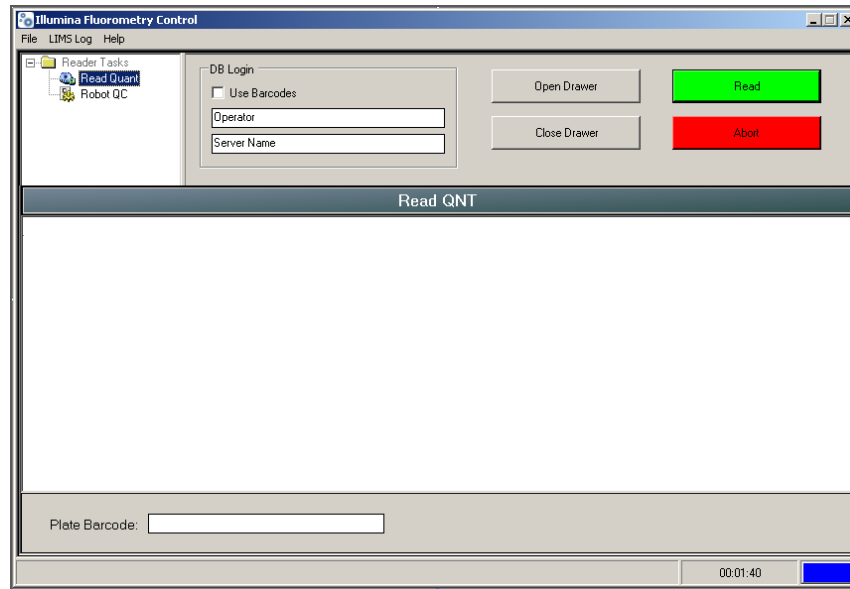 Illumina Fluorometry Control
File LIMS Log Help
Reader Tasks
Read Quant
Robot QC
DB Login
Use Barcodes
Operator
Server Name
Open Drawer
Read
Close Drawer
Abort
Read QNT
Plate Barcode:
00:01:40